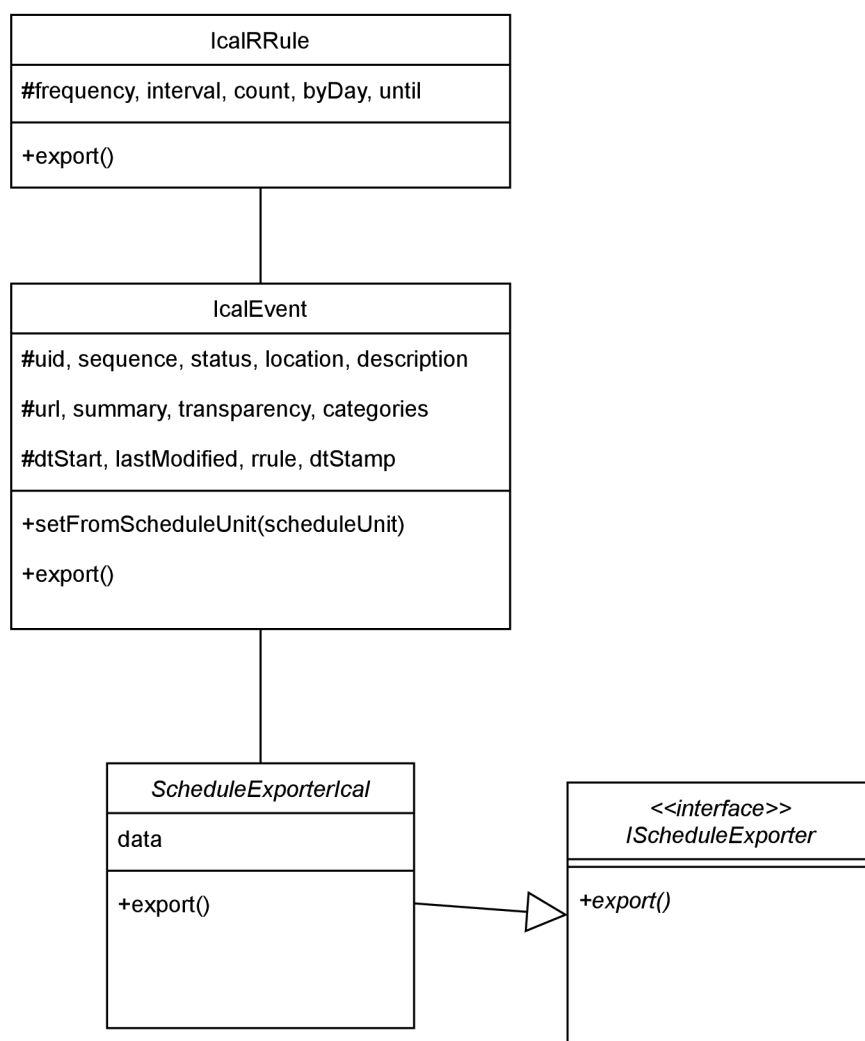 IcalRRule
#frequency, interval, count, byDay, until
+export()
IcalEvent
#uid, sequence, status, location, description
#url, summary, transparency, categories
#dtStart, lastModified, rrule, dtStamp
+setFromScheduleUnit(scheduleUnit)
+export()
ScheduleExporterIcal
data
+export()
<<interface>>
IScheduleExporter
+export()